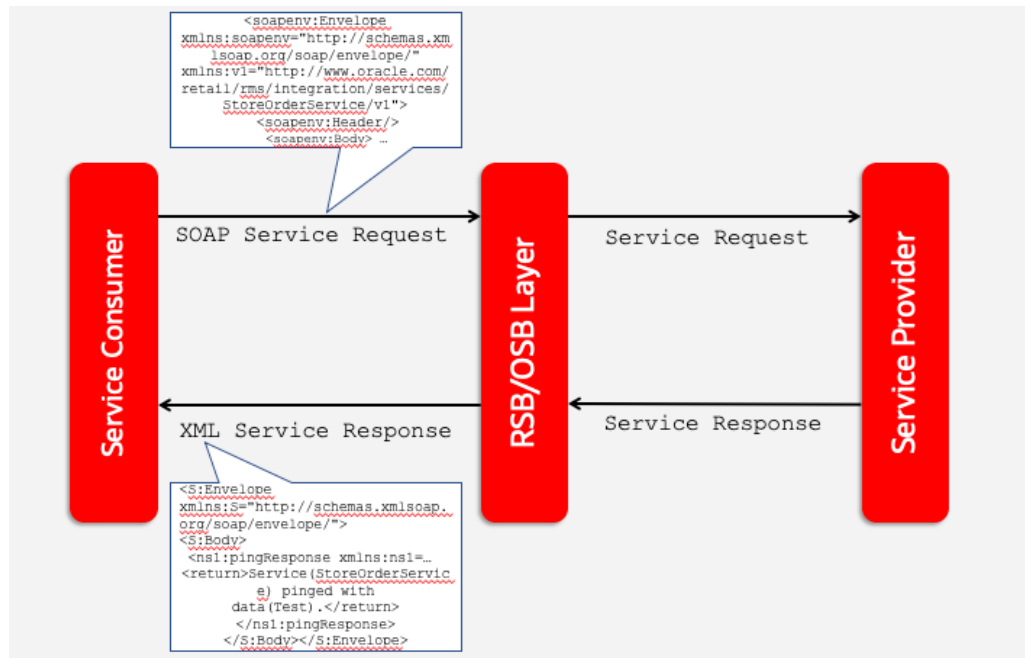 <soapenv:Envelope
xmlns:soapenv="http://schemas.xm
lsoap.org/soap/envelope/"
xmlns:v1="http://www.oracle.com/
retail/rms/integration/services/
StoreOrderService/v1">
<soapenv:Header/>
<soapenv:Body> …
Service Consumer
SOAP Service Request
RSB/OSB Layer
Service Request
Service Provider
XML Service Response
Service Response
<S:Envelope
xmlns:S="http://schemas.xmlsoap.
org/soap/envelope/">
<S:Body>
<ns1:pingResponse xmlns:ns1=…
<return>Service(StoreOrderServic
e) pinged with
data(Test).</return>
</ns1:pingResponse>
</S:Body></S:Envelope>